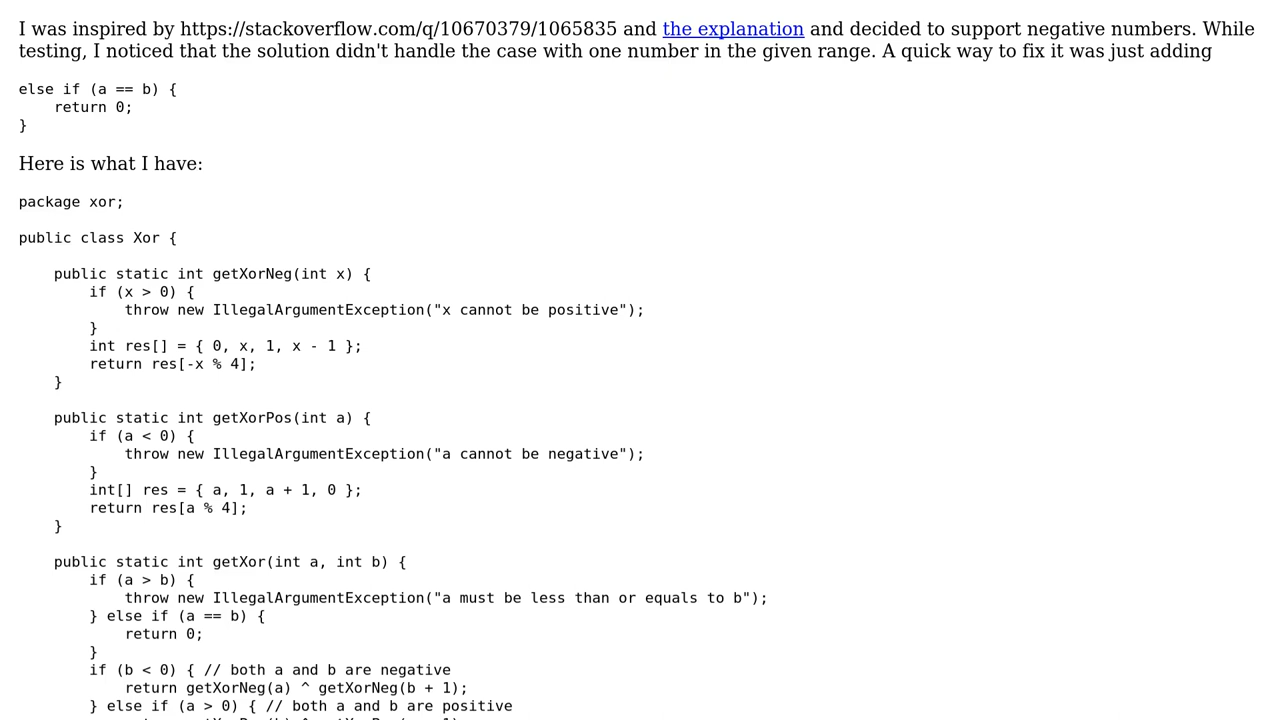 I was inspired by https://stackoverflow.com/q/10670379/1065835 and the explanation and decided to support negative numbers. While
testing, I noticed that the solution didn't handle the case with one number in the given range. A quick way to fix it was just adding
else if (a == b) {
    return 0;
}
Here is what I have:
package xor;
public class Xor {
    public static int getXorNeg(int x) {
        if (x > 0) {
            throw new IllegalArgumentException("x cannot be positive");
        }
        int res[] = { 0, x, 1, x - 1 };
        return res[-x % 4];
    }
    public static int getXorPos(int a) {
        if (a < 0) {
            throw new IllegalArgumentException("a cannot be negative");
        }
        int[] res = { a, 1, a + 1, 0 };
        return res[a % 4];
    }
    public static int getXor(int a, int b) {
        if (a > b) {
            throw new IllegalArgumentException("a must be less than or equals to b");
        } else if (a == b) {
            return 0;
        }
        if (b < 0) { // both a and b are negative
            return getXorNeg(a) ^ getXorNeg(b + 1);
        } else if (a > 0) { // both a and b are positive